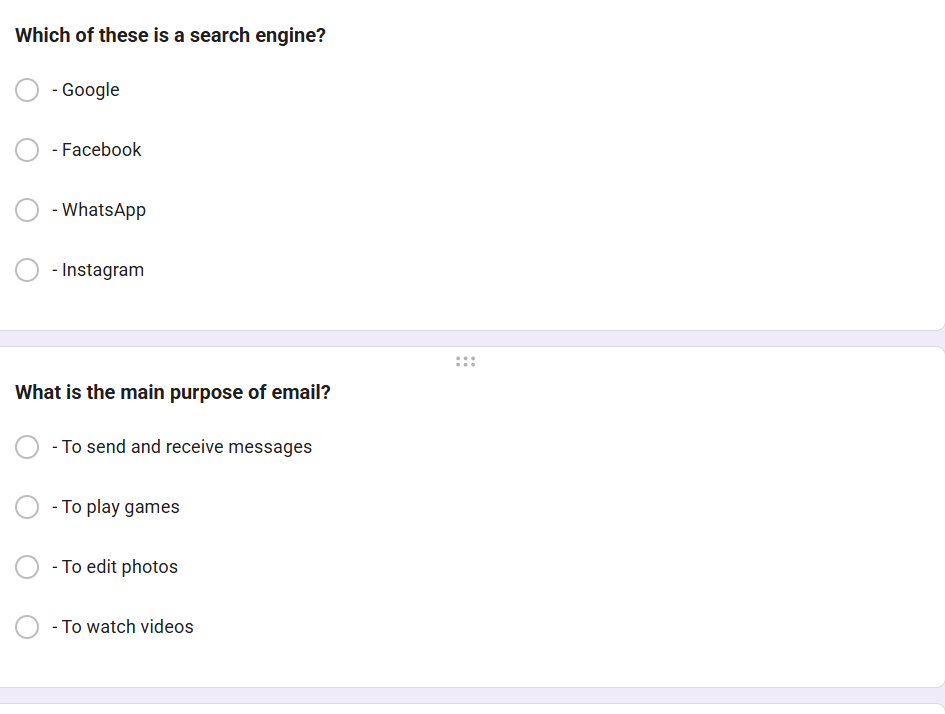 Which of these is a search engine?
- Google
- Facebook
- WhatsApp
- Instagram
What is the main purpose of email?
- To send and receive messages
- To play games
- To edit photos
- To watch videos